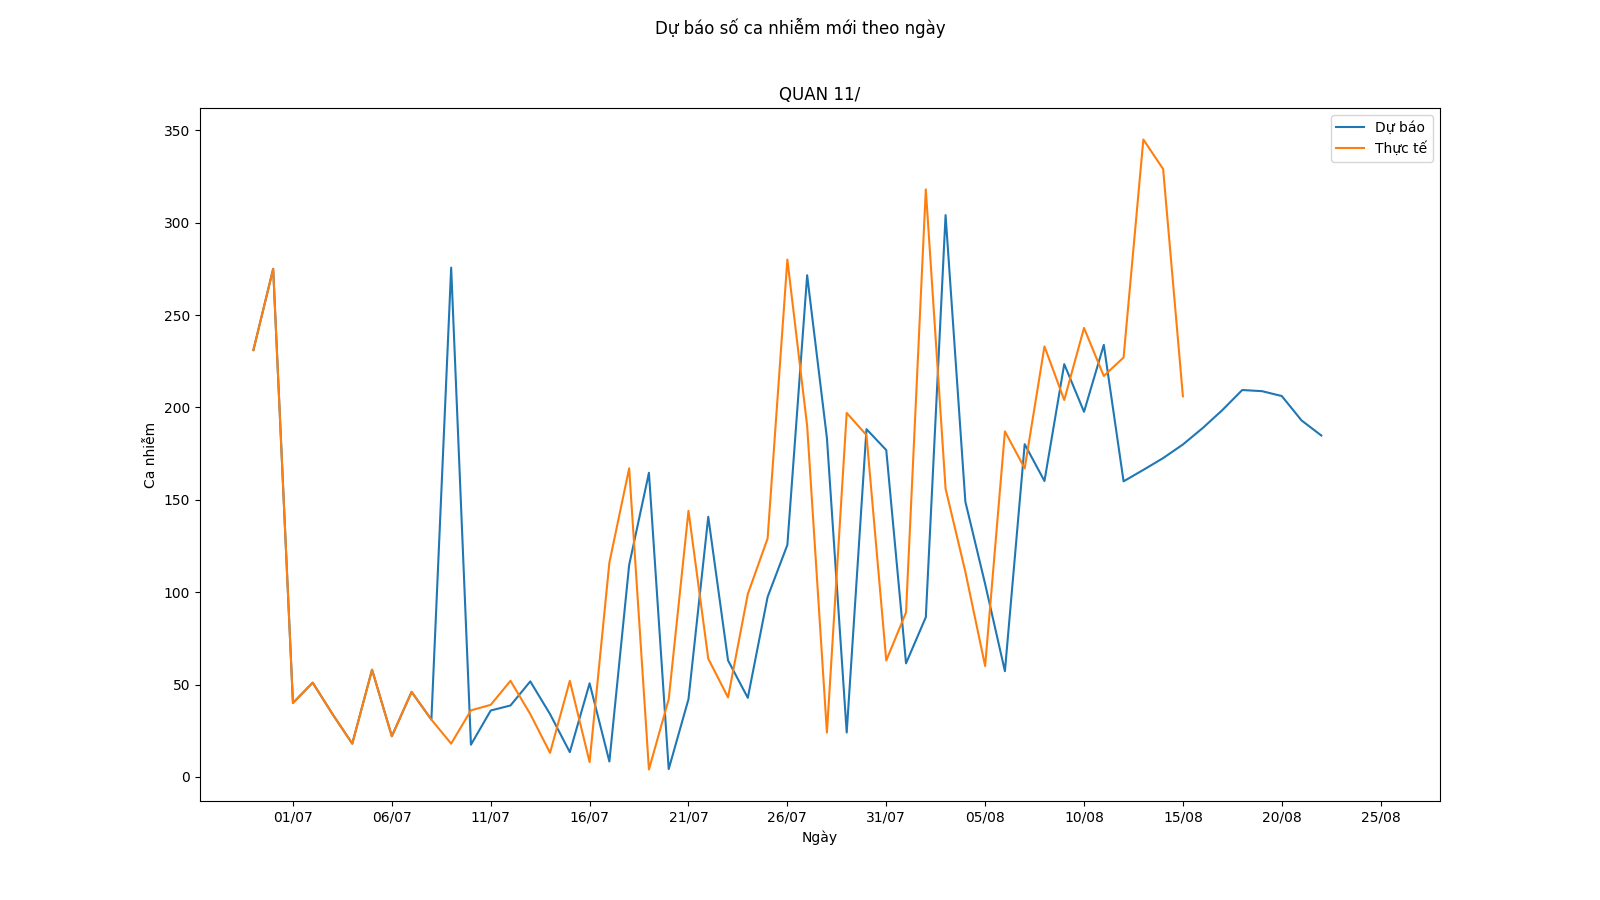 Dự báo số ca nhiễm mới theo ngày
QUAN 11/
Dự báo
Thực tế
350
300
250
200
150
100
50
0
Ca nhiễm
01/07 06/07 11/07 16/07 21/07 26/07 31/07 05/08 10/08 15/08 20/08 25/08
Ngày